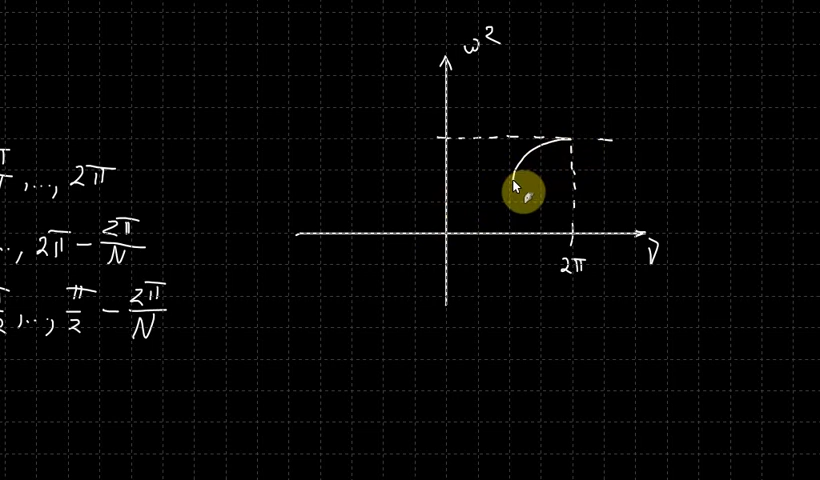 ω²
,..., 2π
.., 2π - 2π/N
,..., π/2 - 2π/N
2π